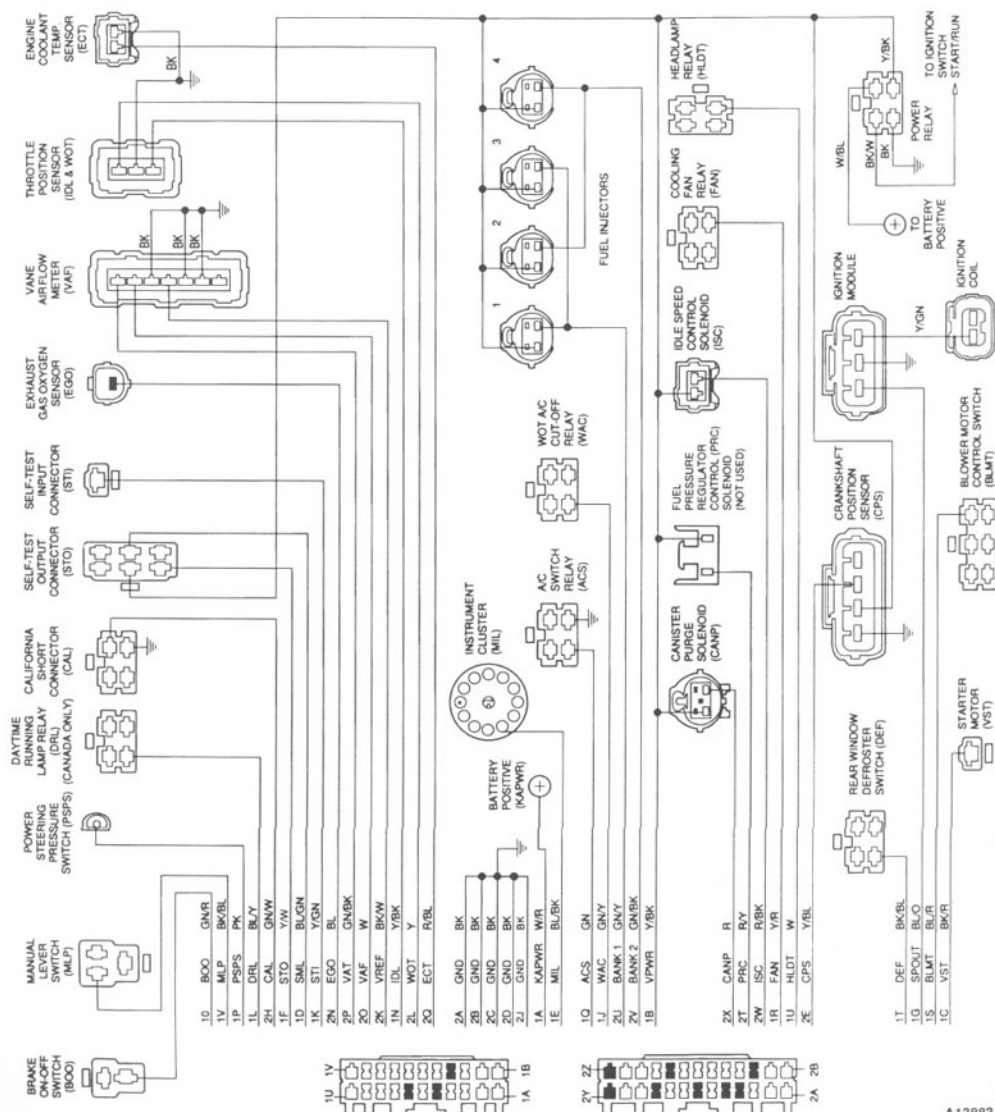 BRAKE
ON-OFF
SWITCH
(BOO)
MANUAL
LEVER
SWITCH
(MLP)
POWER
STEERING
PRESSURE
SWITCH (PSPS)
DAYTIME
RUNNING
LAMP RELAY
(DRL)
(CANADA ONLY)
CALIFORNIA
SHORT
CONNECTOR
(CAL)
SELF-TEST
OUTPUT
CONNECTOR
(STO)
SELF-TEST
INPUT
CONNECTOR
(STI)
EXHAUST
GAS OXYGEN
SENSOR
(EGO)
VANE
AIRFLOW
METER
(VAF)
THROTTLE
POSITION
SENSOR
(IDL & WOT)
ENGINE
COOLANT
TEMP.
SENSOR
(ECT)
BK
BK
BK
BK
1O BOO GN/R
1V MLP BK/BL
1P PSPS PK
1L DRL BL/Y
2H CAL GN/W
1F STO Y/W
1D SML BL/GN
1K STI Y/GN
2N EGO BL
2P VAT GN/BK
2O VAF W
2K VREF BK/W
1N IDL Y/BK
2L WOT Y
2Q ECT R/BL
2A GND BK
2B GND BK
2C GND BK
2D GND BK
2J GND BK
1A KAPWR W/R
1E MIL BL/BK
BATTERY
POSITIVE
(KAPWR)
INSTRUMENT
CLUSTER
(MIL)
A/C
SWITCH
RELAY
(ACS)
WOT A/C
CUT-OFF
RELAY
(WAC)
1
2
3
4
FUEL INJECTORS
1Q ACS GN
1J WAC GN/Y
2U BANK 1 GN/Y
2V BANK 2 GN/BK
1B VPWR Y/BK
CANISTER
PURGE
SOLENOID
(CANP)
FUEL
PRESSURE
REGULATOR
CONTROL (PRC)
SOLENOID
(NOT USED)
IDLE SPEED
CONTROL
SOLENOID
(ISC)
COOLING
FAN
RELAY
(FAN)
HEADLAMP
RELAY
(HLDT)
2X CANP R
2T PRC R/Y
2W ISC R/BK
1R FAN Y/R
1U HLDT W
2E CPS Y/BL
REAR WINDOW
DEFROSTER
SWITCH (DEF)
CRANKSHAFT
POSITION
SENSOR
(CPS)
IGNITION
MODULE
TO
BATTERY
POSITIVE
W/BL
BK/W
BK
POWER
RELAY
Y/BK
TO IGNITION
SWITCH
START/RUN
Y/GN
IGNITION
COIL
1T DEF BK/BL
1G SPOUT BL/O
1S BLMT BL/R
1C VST BK/R
STARTER
MOTOR
(VST)
BLOWER MOTOR
CONTROL SWITCH
(BLMT)
1U
1V
1A
1B
2Y
2Z
2A
2B